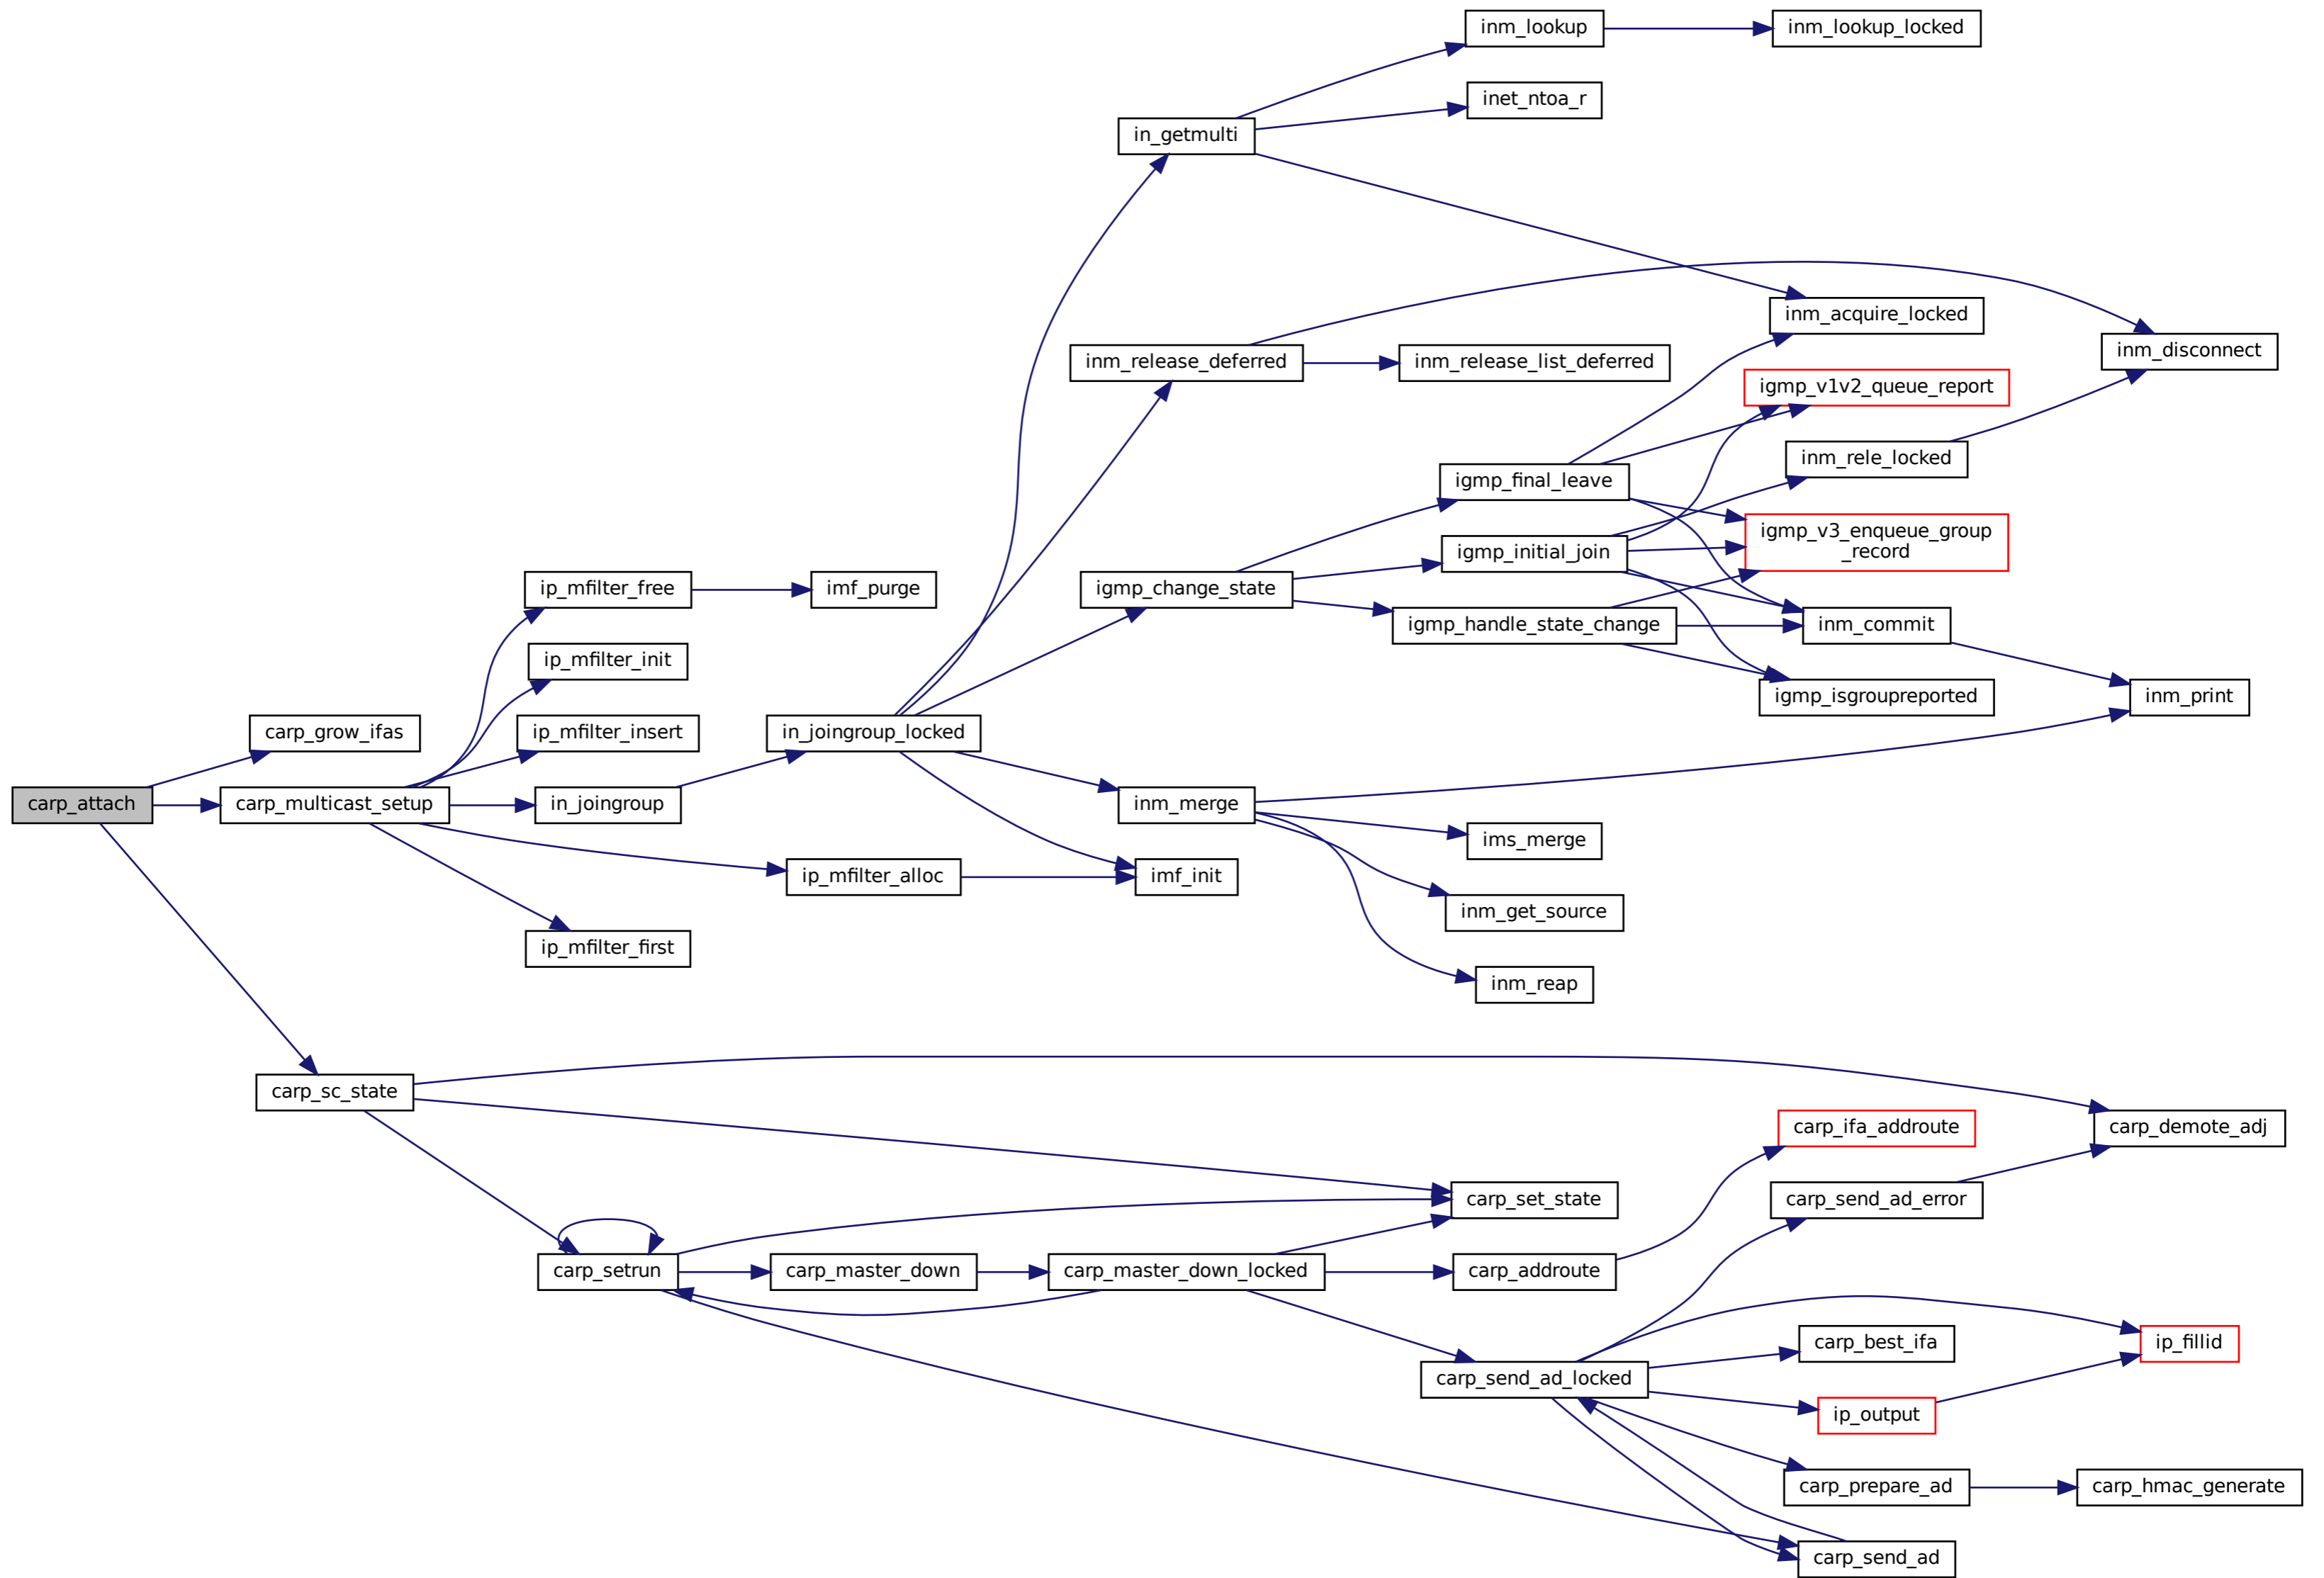 inm_lookup
inm_lookup_locked
inet_ntoa_r
in_getmulti
inm_acquire_locked
inm_disconnect
inm_release_deferred
inm_release_list_deferred
igmp_v1v2_queue_report
inm_rele_locked
igmp_final_leave
igmp_v3_enqueue_group
_record
igmp_initial_join
ip_mfilter_free
imf_purge
igmp_change_state
igmp_handle_state_change
inm_commit
ip_mfilter_init
igmp_isgroupreported
inm_print
carp_grow_ifas
ip_mfilter_insert
in_joingroup_locked
carp_attach
carp_multicast_setup
in_joingroup
inm_merge
ims_merge
ip_mfilter_alloc
imf_init
inm_get_source
ip_mfilter_first
inm_reap
carp_sc_state
carp_ifa_addroute
carp_demote_adj
carp_set_state
carp_send_ad_error
carp_setrun
carp_master_down
carp_master_down_locked
carp_addroute
carp_best_ifa
ip_fillid
carp_send_ad_locked
ip_output
carp_prepare_ad
carp_hmac_generate
carp_send_ad